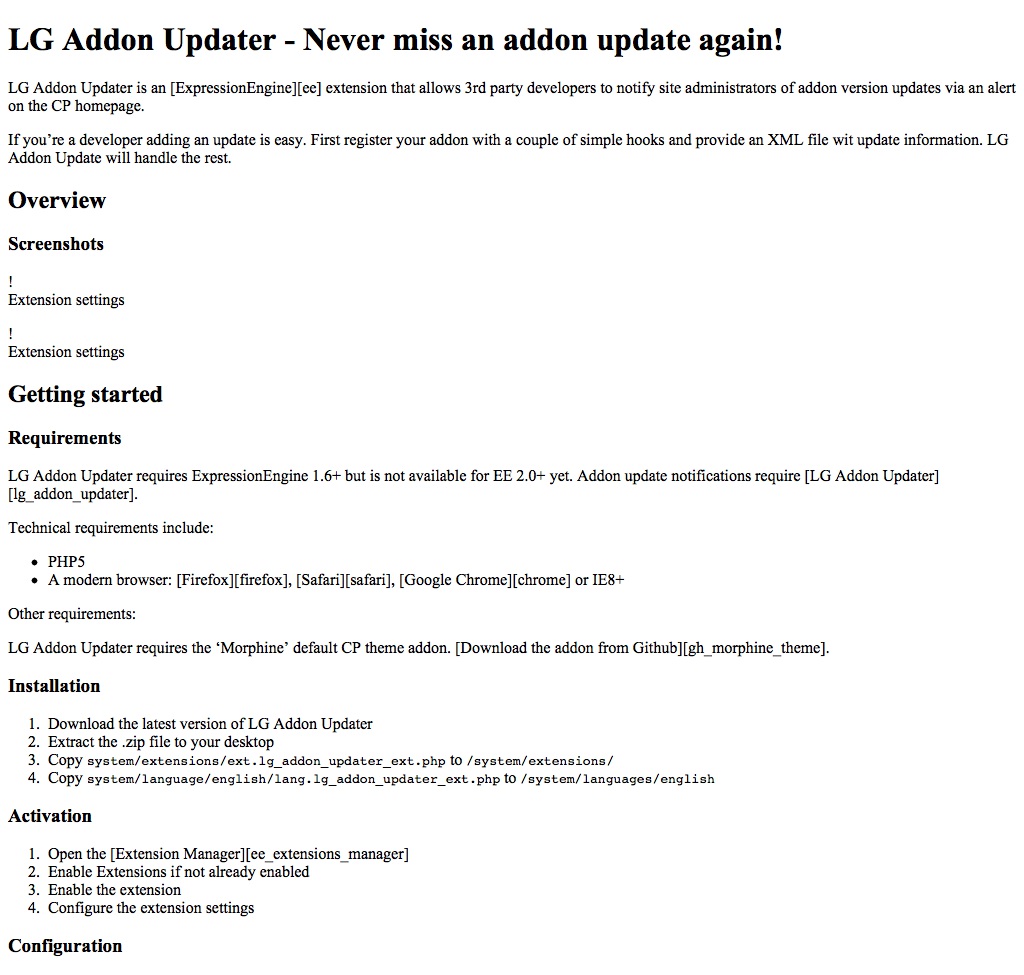 LG Addon Updater - Never miss an addon update again!
LG Addon Updater is an [ExpressionEngine][ee] extension that allows 3rd party developers to notify site administrators of addon version updates via an alert
on the CP homepage.
If you’re a developer adding an update is easy. First register your addon with a couple of simple hooks and provide an XML file wit update information. LG
Addon Update will handle the rest.
Overview
Screenshots
!
Extension settings
!
Extension settings
Getting started
Requirements
LG Addon Updater requires ExpressionEngine 1.6+ but is not available for EE 2.0+ yet. Addon update notifications require [LG Addon Updater]
[lg_addon_updater].
Technical requirements include:
• PHP5
• A modern browser: [Firefox][firefox], [Safari][safari], [Google Chrome][chrome] or IE8+
Other requirements:
LG Addon Updater requires the ‘Morphine’ default CP theme addon. [Download the addon from Github][gh_morphine_theme].
Installation
1. Download the latest version of LG Addon Updater
2. Extract the .zip file to your desktop
3. Copy system/extensions/ext.lg_addon_updater_ext.php to /system/extensions/
4. Copy system/language/english/lang.lg_addon_updater_ext.php to /system/languages/english
Activation
1. Open the [Extension Manager][ee_extensions_manager]
2. Enable Extensions if not already enabled
3. Enable the extension
4. Configure the extension settings
Configuration